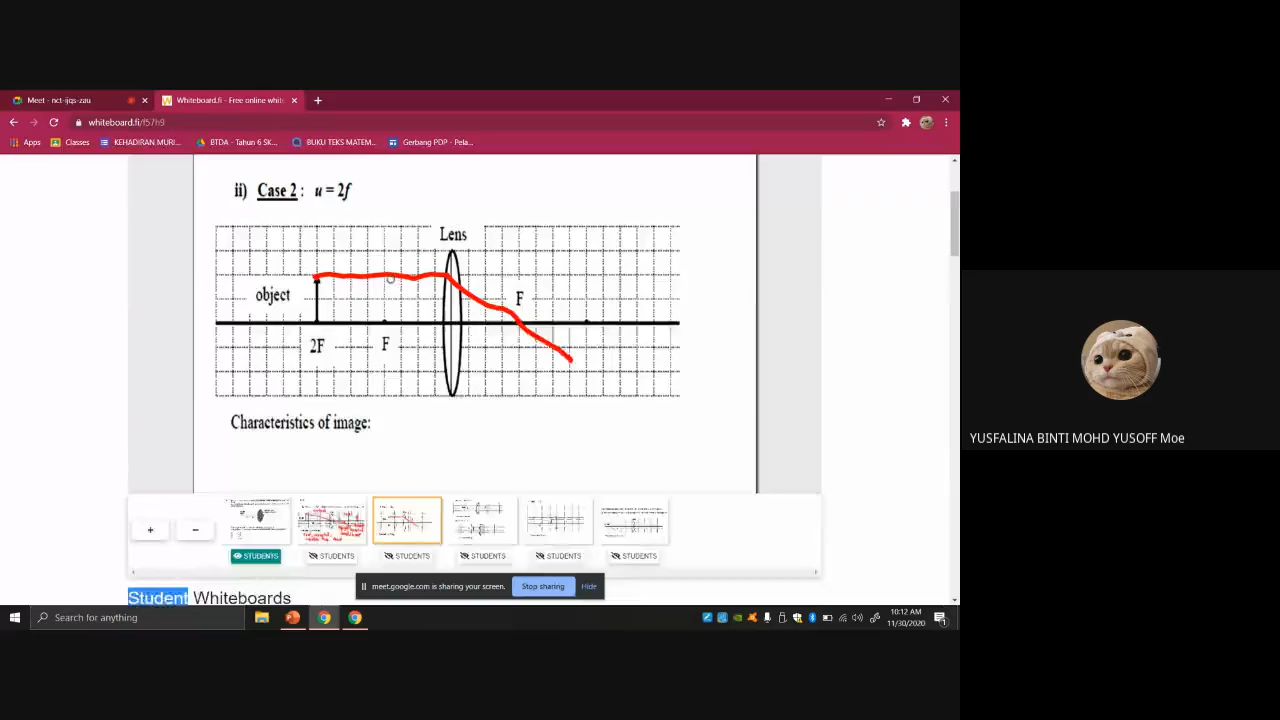 Meet - nct-ijqs-zau
Whiteboard.fi - Free online white
whiteboard.fi/f57h9
Apps
Classes
KEHADIRAN MURI...
BTDA - Tahun 6 SK...
BUKU TEKS MATEM...
Gerbang PDP - Pela...
ii) Case 2 : u = 2f
Lens
object
F
2F
F
Characteristics of image:
+
-
STUDENTS
STUDENTS
STUDENTS
STUDENTS
STUDENTS
STUDENTS
meet.google.com is sharing your screen.
Stop sharing
Hide
Student Whiteboards
Search for anything
10:12 AM
11/30/2020
YUSFALINA BINTI MOHD YUSOFF Moe